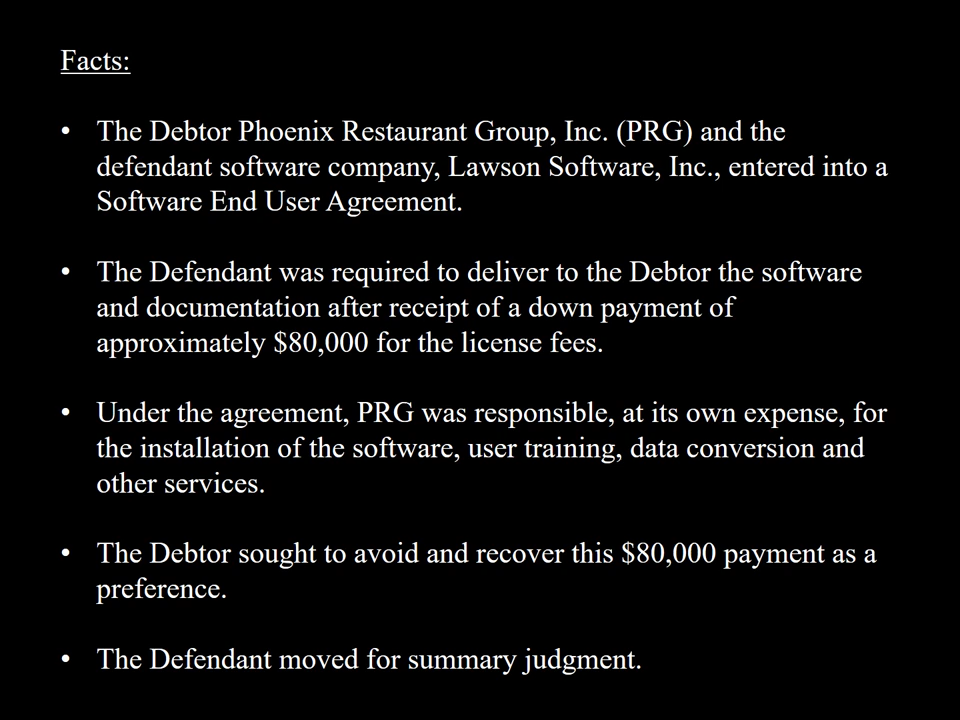 Facts:
• The Debtor Phoenix Restaurant Group, Inc. (PRG) and the
defendant software company, Lawson Software, Inc., entered into a
Software End User Agreement.
• The Defendant was required to deliver to the Debtor the software
and documentation after receipt of a down payment of
approximately $80,000 for the license fees.
• Under the agreement, PRG was responsible, at its own expense, for
the installation of the software, user training, data conversion and
other services.
• The Debtor sought to avoid and recover this $80,000 payment as a
preference.
• The Defendant moved for summary judgment.